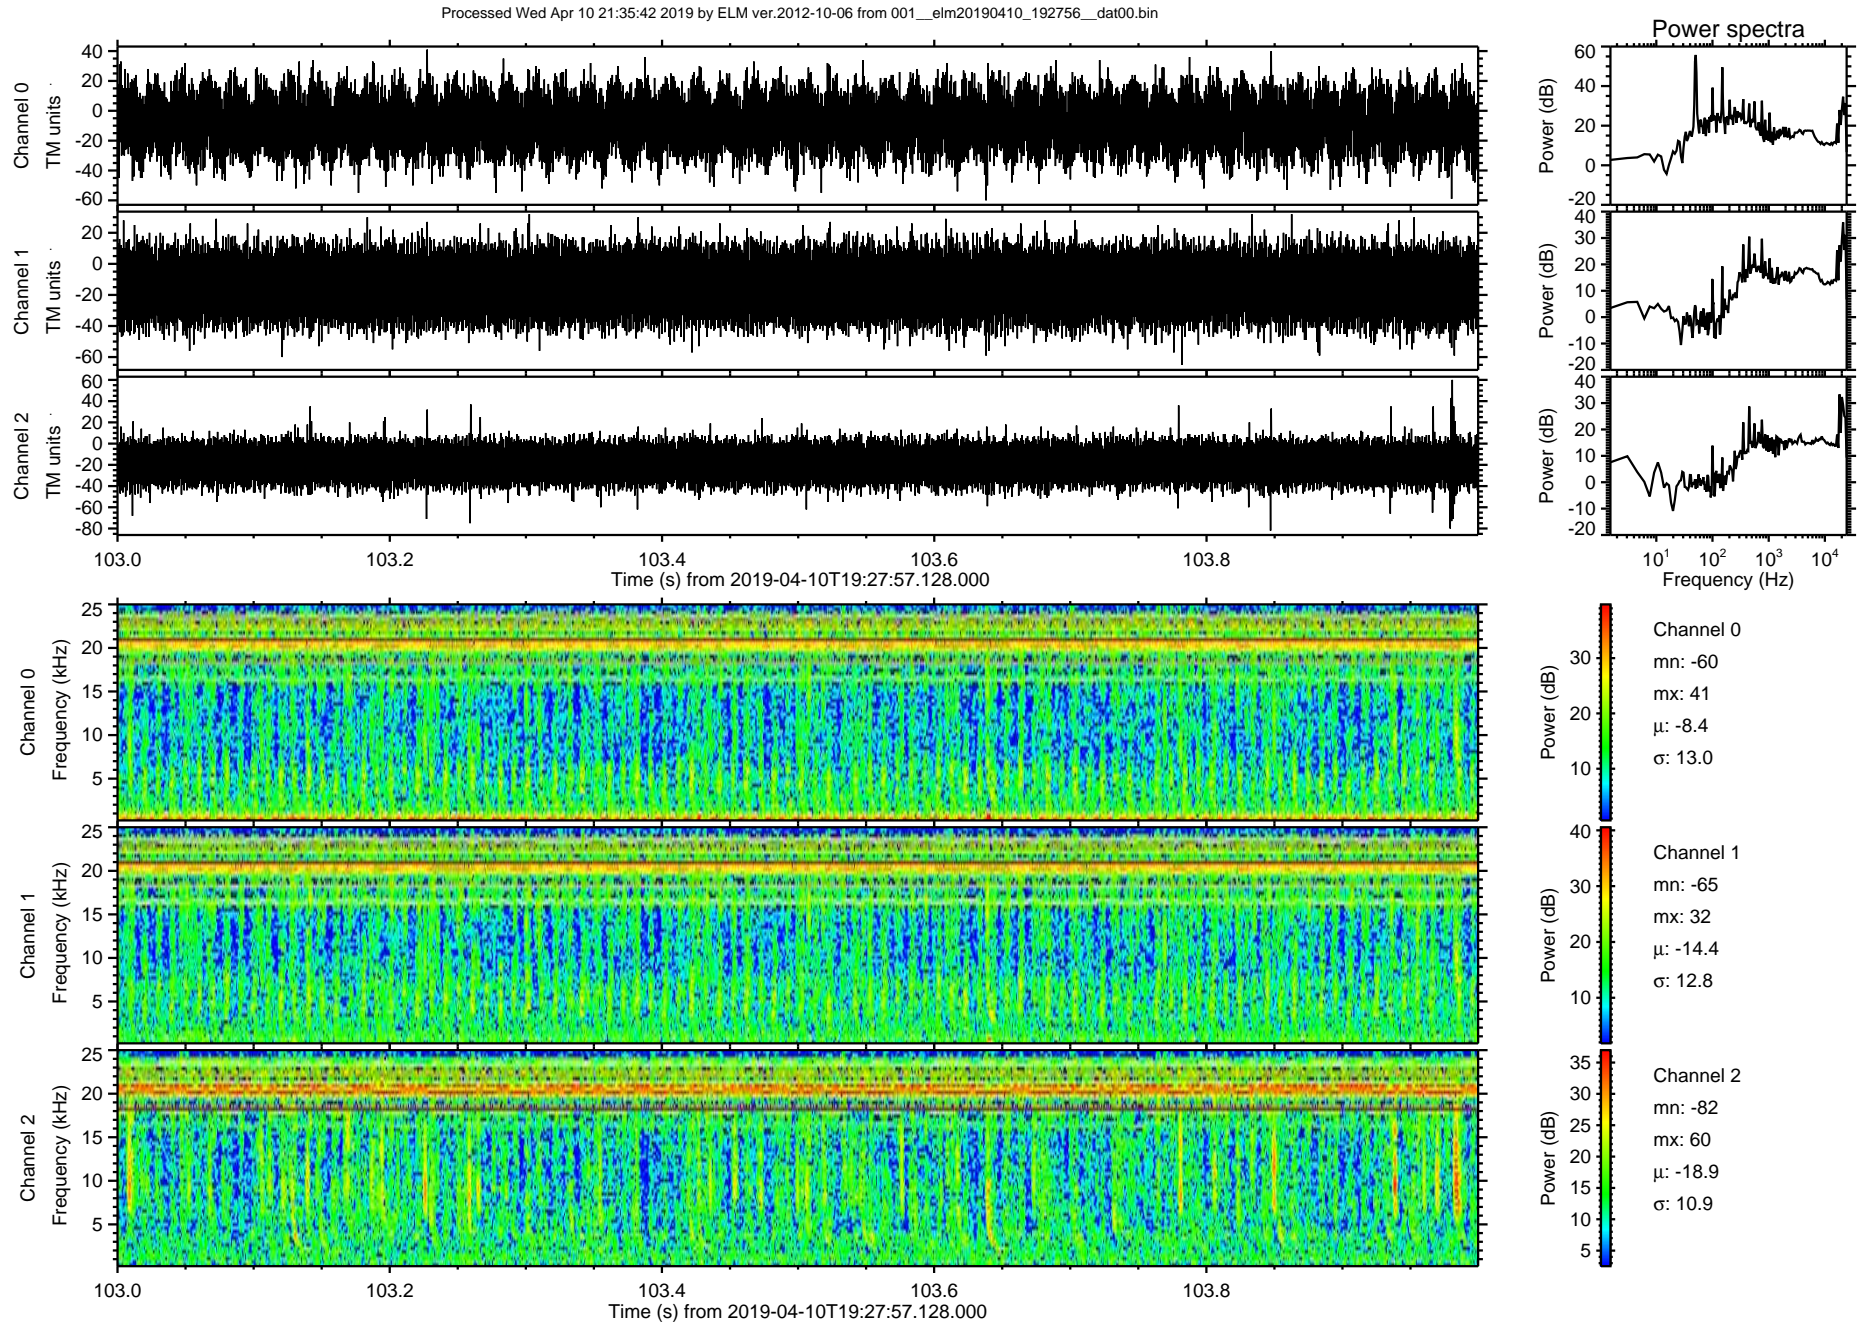 Processed Wed Apr 10 21:35:42 2019 by ELM ver.2012-10-06 from 001__elm20190410_192756__dat00.bin
Power spectra
Channel 0
TM units
40
20
0
-20
-40
-60
Power (dB)
60
40
20
0
-20
Channel 1
TM units
20
0
-20
-40
-60
Power (dB)
40
30
20
10
0
-10
-20
Channel 2
TM units
60
40
20
0
-20
-40
-60
-80
Power (dB)
40
30
20
10
0
-10
-20
103.0 103.2 103.4 103.6 103.8
Time (s) from 2019-04-10T19:27:57.128.000
10^1 10^2 10^3 10^4
Frequency (Hz)
Channel 0
Frequency (kHz)
25
20
15
10
5
Power (dB)
30
20
10
Channel 0
mn: -60
mx: 41
μ: -8.4
σ: 13.0
Channel 1
Frequency (kHz)
25
20
15
10
5
Power (dB)
40
30
20
10
Channel 1
mn: -65
mx: 32
μ: -14.4
σ: 12.8
Channel 2
Frequency (kHz)
25
20
15
10
5
Power (dB)
35
30
25
20
15
10
5
Channel 2
mn: -82
mx: 60
μ: -18.9
σ: 10.9
103.0 103.2 103.4 103.6 103.8
Time (s) from 2019-04-10T19:27:57.128.000